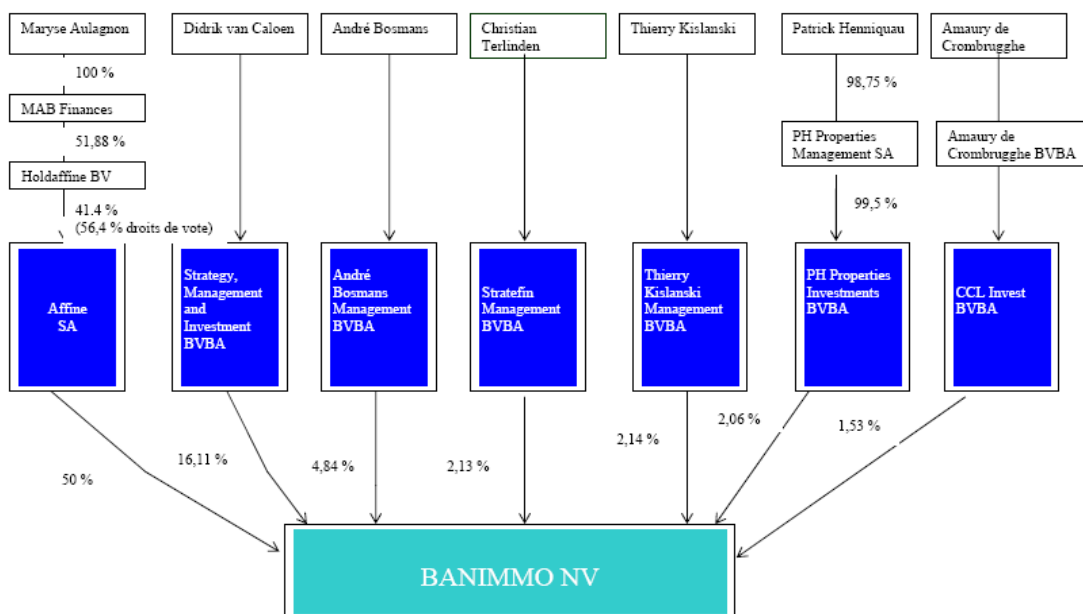 Maryse Aulagnon
Didrik van Caloen
André Bosmans
Christian
Terlinden
Thierry Kislanski
Patrick Henniquau
Amaury de
Crombrugghe
100 %
98,75 %
MAB Finances
51,88 %
PH Properties
Management SA
Amaury de
Crombrugghe BVBA
Holdaffine BV
41.4 %
(56,4 % droits de vote)
99,5 %
Affine
SA
Strategy,
Management
and
Investment
BVBA
André
Bosmans
Management
BVBA
Stratefin
Management
BVBA
Thierry
Kislanski
Management
BVBA
PH Properties
Investments
BVBA
CCL Invest
BVBA
50 %
16,11 %
4,84 %
2,13 %
2,14 %
2,06 %
1,53 %
BANIMMO NV